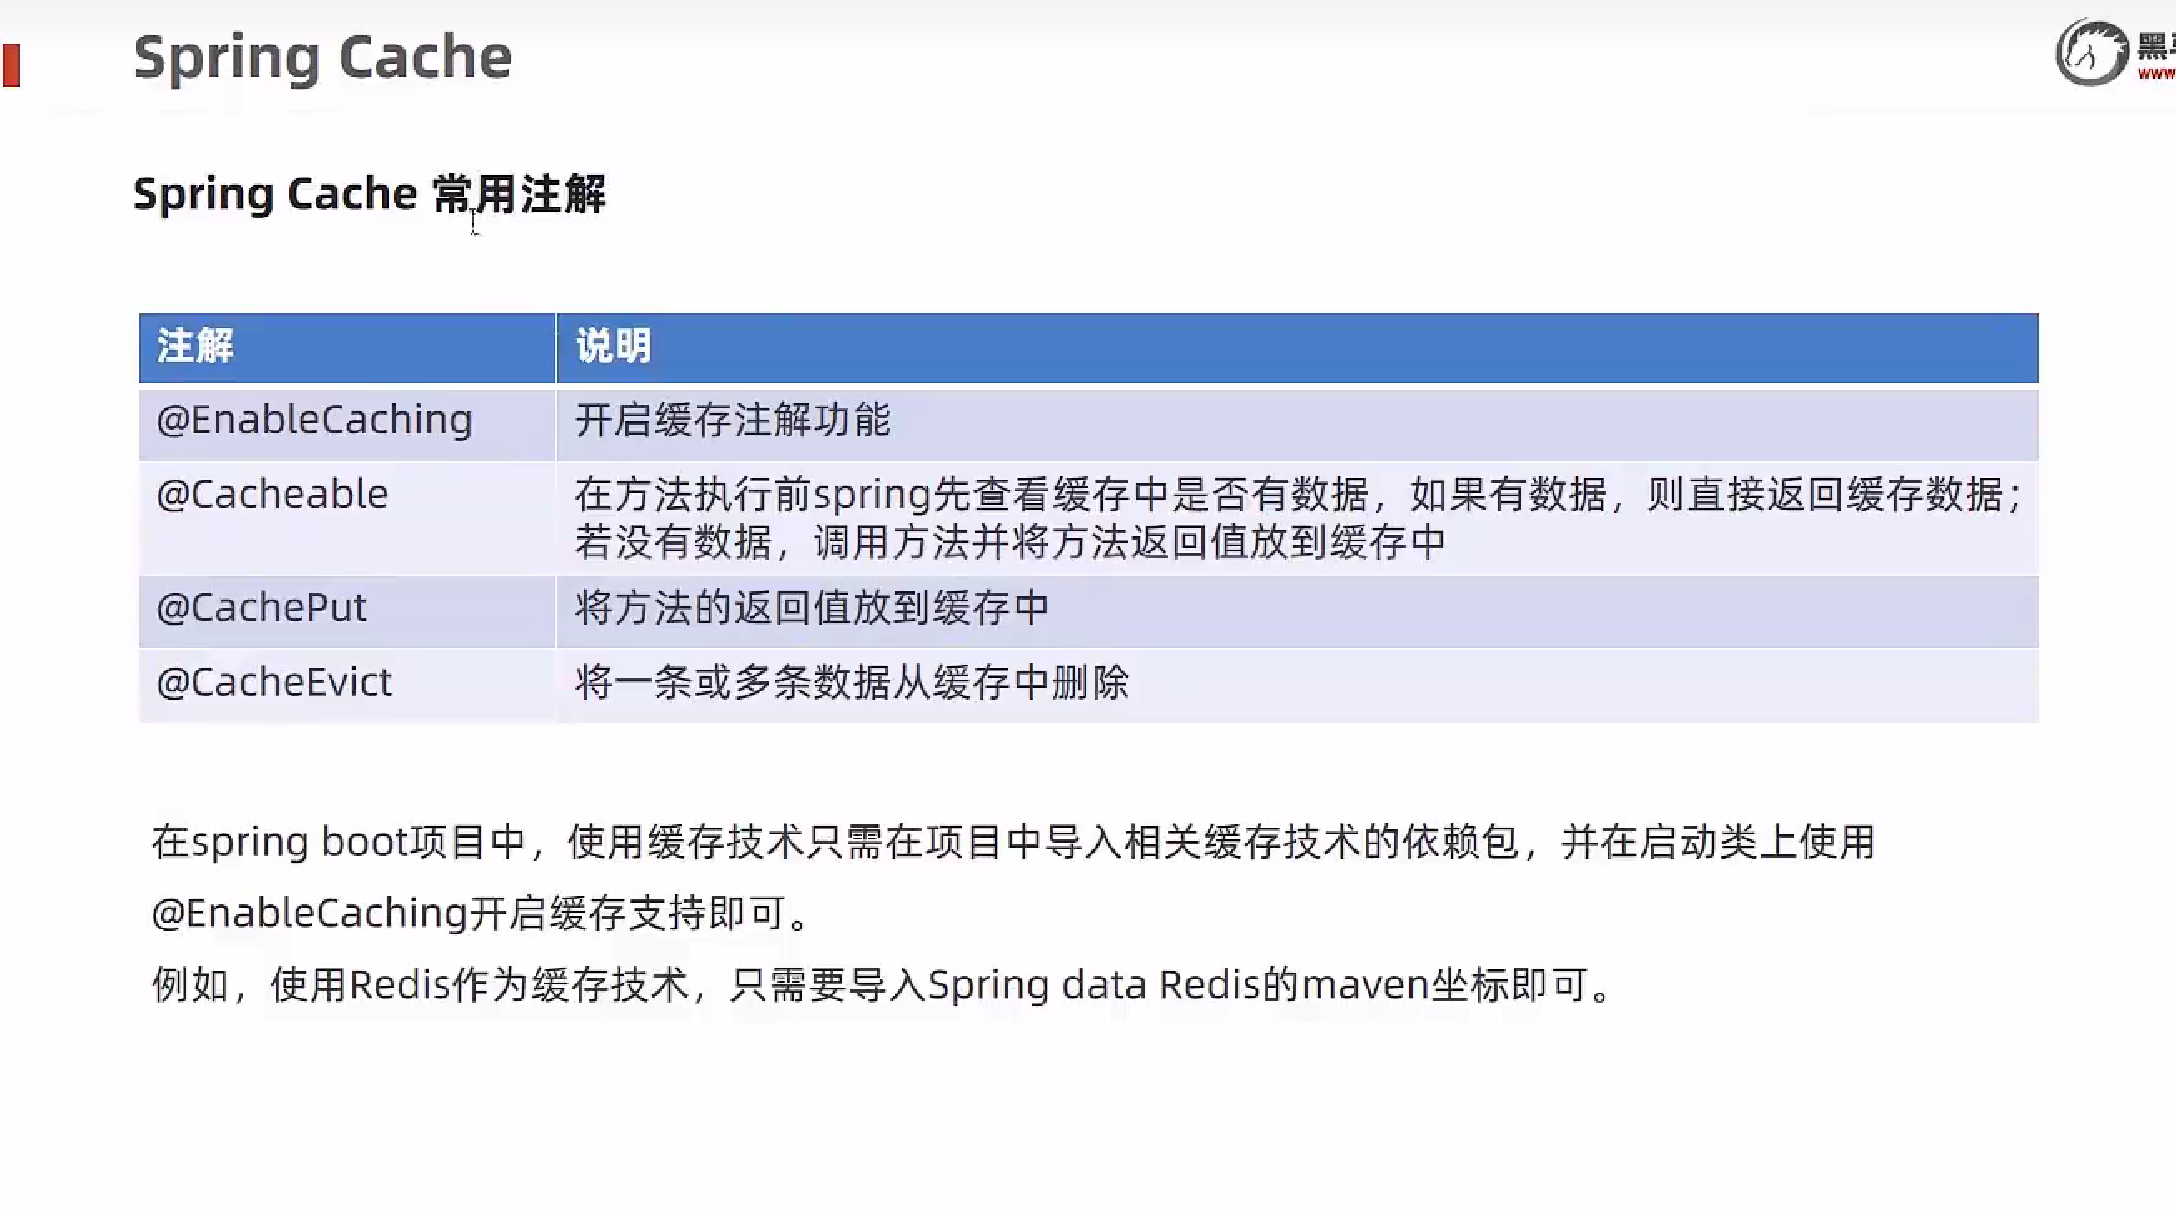 Spring Cache
黑
www
Spring Cache 常用注解
注解 说明
@EnableCaching 开启缓存注解功能
@Cacheable 在方法执行前spring先查看缓存中是否有数据，如果有数据，则直接返回缓存数据；
若没有数据，调用方法并将方法返回值放到缓存中
@CachePut 将方法的返回值放到缓存中
@CacheEvict 将一条或多条数据从缓存中删除
在spring boot项目中，使用缓存技术只需在项目中导入相关缓存技术的依赖包，并在启动类上使用
@EnableCaching开启缓存支持即可。
例如，使用Redis作为缓存技术，只需要导入Spring data Redis的maven坐标即可。